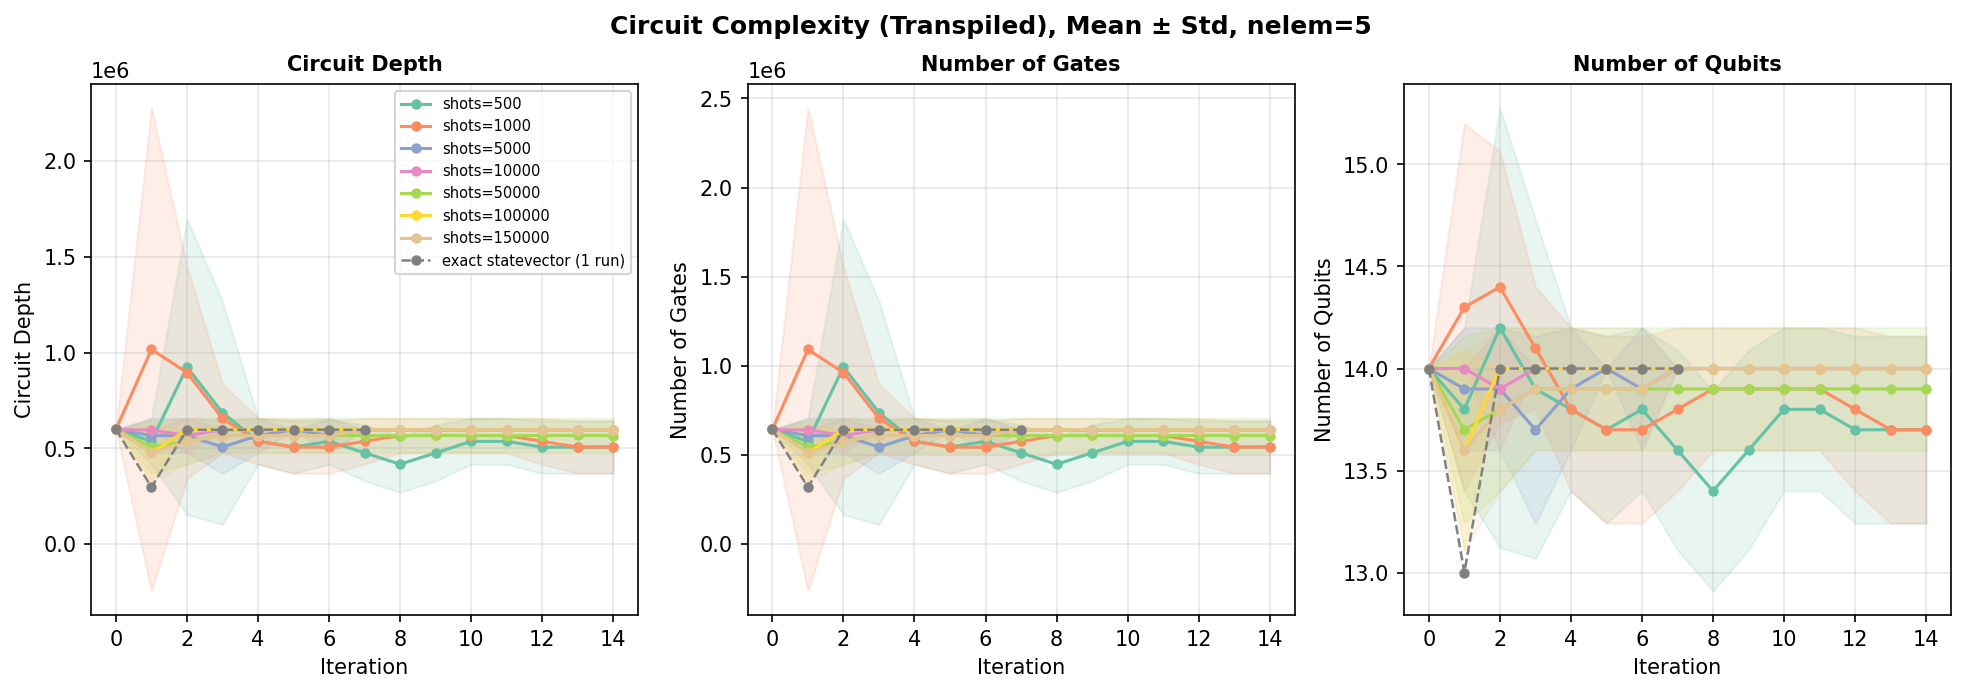 Circuit Complexity (Transpiled), Mean ± Std, nelem=5
Circuit Depth
1e6
2.0
1.5
1.0
0.5
0.0
Circuit Depth
0 2 4 6 8 10 12 14
Iteration
shots=500
shots=1000
shots=5000
shots=10000
shots=50000
shots=100000
shots=150000
exact statevector (1 run)
Number of Gates
1e6
2.5
2.0
1.5
1.0
0.5
0.0
Number of Gates
0 2 4 6 8 10 12 14
Iteration
Number of Qubits
15.0
14.5
14.0
13.5
13.0
Number of Qubits
0 2 4 6 8 10 12 14
Iteration